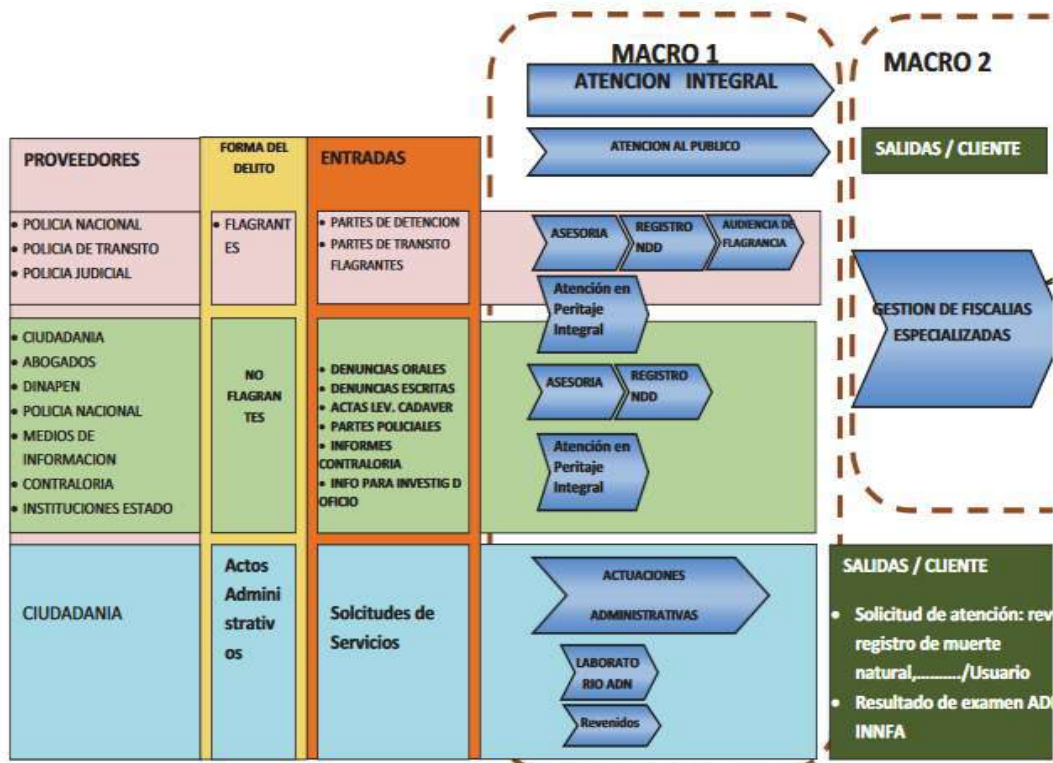 MACRO 1
ATENCION INTEGRAL
MACRO 2
ATENCION AL PUBLICO
SALIDAS / CLIENTE
PROVEEDORES
FORMA DEL
DELITO
ENTRADAS
• POLICIA NACIONAL
• POLICIA DE TRANSITO
• POLICIA JUDICIAL
• FLAGRANT
ES
• PARTES DE DETENCION
• PARTES DE TRANSITO
FLAGRANTES
ASESORIA
REGISTRO
NDD
AUDIENCIA DE
FLAGRANCIA
Atención en
Peritaje
Integral
GESTION DE FISCALIAS
ESPECIALIZADAS
• CIUDADANIA
• ABOGADOS
• DINAPEN
• POLICIA NACIONAL
• MEDIOS DE
INFORMACION
• CONTRALORIA
• INSTITUCIONES ESTADO
NO
FLAGRAN
TES
• DENUNCIAS ORALES
• DENUNCIAS ESCRITAS
• ACTAS LEV. CADAVER
• PARTES POLICIALES
• INFORMES
CONTRALORIA
• INFO PARA INVESTIG D
OFICIO
ASESORIA
REGISTRO
NDD
Atención en
Peritaje
Integral
CIUDADANIA
Actos
Admini
strativ
os
Solcitudes de
Servicios
ACTUACIONES
ADMINISTRATIVAS
LABORATO
RIO ADN
Revenidos
SALIDAS / CLIENTE
• Solicitud de atención: rev
registro de muerte
natural,........../Usuario
• Resultado de examen AD
INNFA